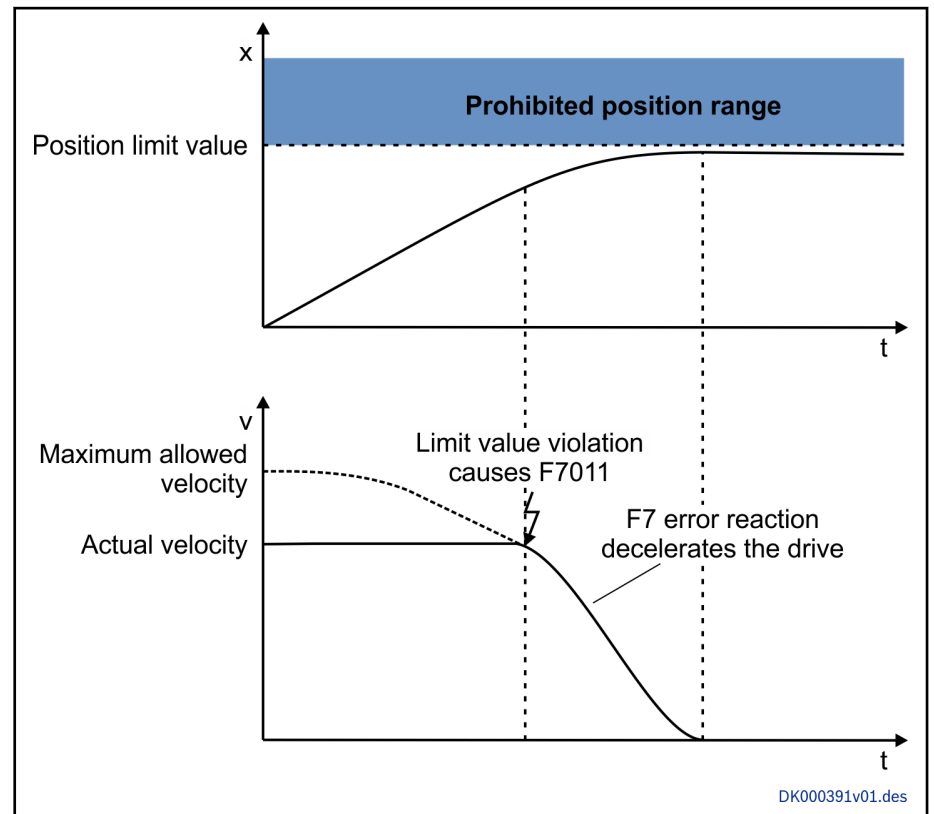 x
Prohibited position range
Position limit value
t
v
Maximum allowed
velocity
Limit value violation
causes F7011
F7 error reaction
decelerates the drive
Actual velocity
t
DK000391v01.des